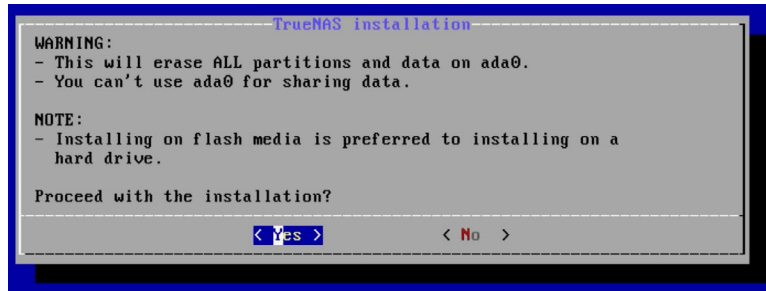 TrueNAS installation
WARNING:
- This will erase ALL partitions and data on ada0.
- You can't use ada0 for sharing data.
NOTE:
- Installing on flash media is preferred to installing on a
hard drive.
Proceed with the installation?
< Yes > < No >